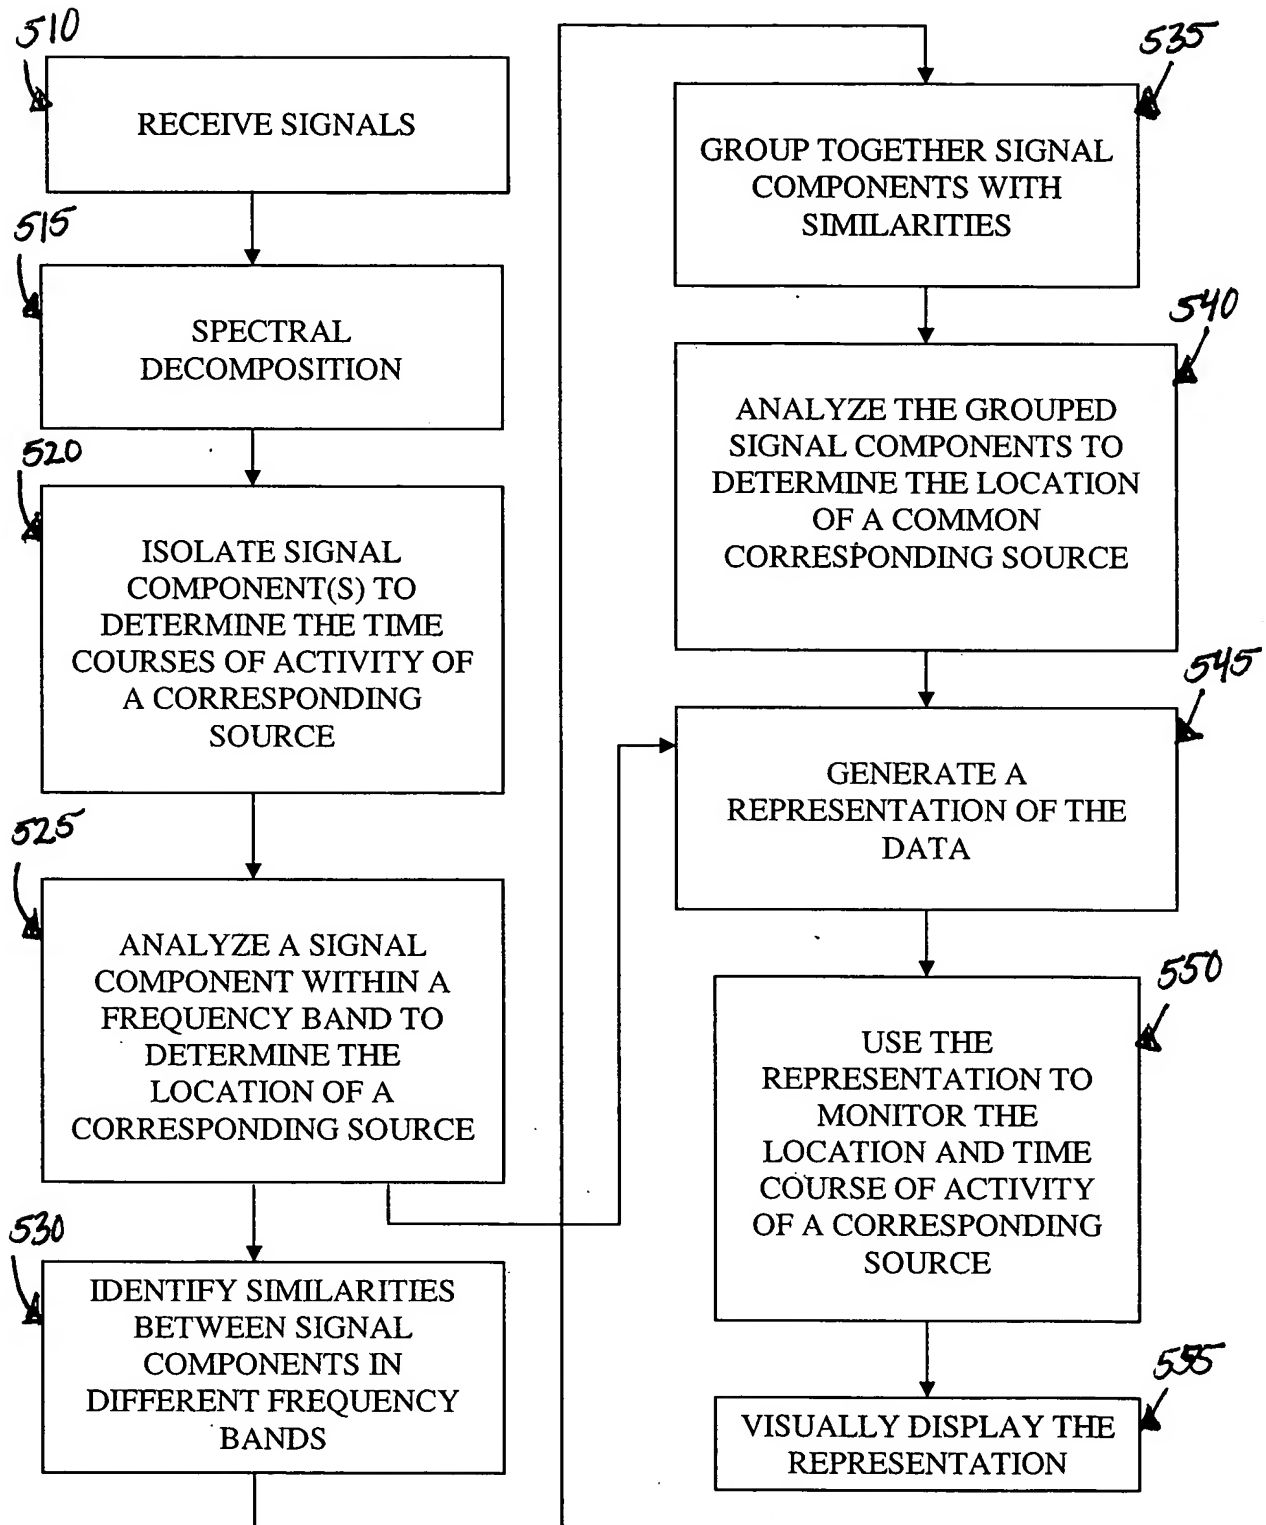 510
RECEIVE SIGNALS
515
SPECTRAL
DECOMPOSITION
520
ISOLATE SIGNAL
COMPONENT(S) TO
DETERMINE THE TIME
COURSES OF ACTIVITY OF
A CORRESPONDING
SOURCE
525
ANALYZE A SIGNAL
COMPONENT WITHIN A
FREQUENCY BAND TO
DETERMINE THE
LOCATION OF A
CORRESPONDING SOURCE
530
IDENTIFY SIMILARITIES
BETWEEN SIGNAL
COMPONENTS IN
DIFFERENT FREQUENCY
BANDS
535
GROUP TOGETHER SIGNAL
COMPONENTS WITH
SIMILARITIES
540
ANALYZE THE GROUPED
SIGNAL COMPONENTS TO
DETERMINE THE LOCATION
OF A COMMON
CORRESPONDING SOURCE
545
GENERATE A
REPRESENTATION OF THE
DATA
550
USE THE
REPRESENTATION TO
MONITOR THE
LOCATION AND TIME
COURSE OF ACTIVITY
OF A CORRESPONDING
SOURCE
555
VISUALLY DISPLAY THE
REPRESENTATION